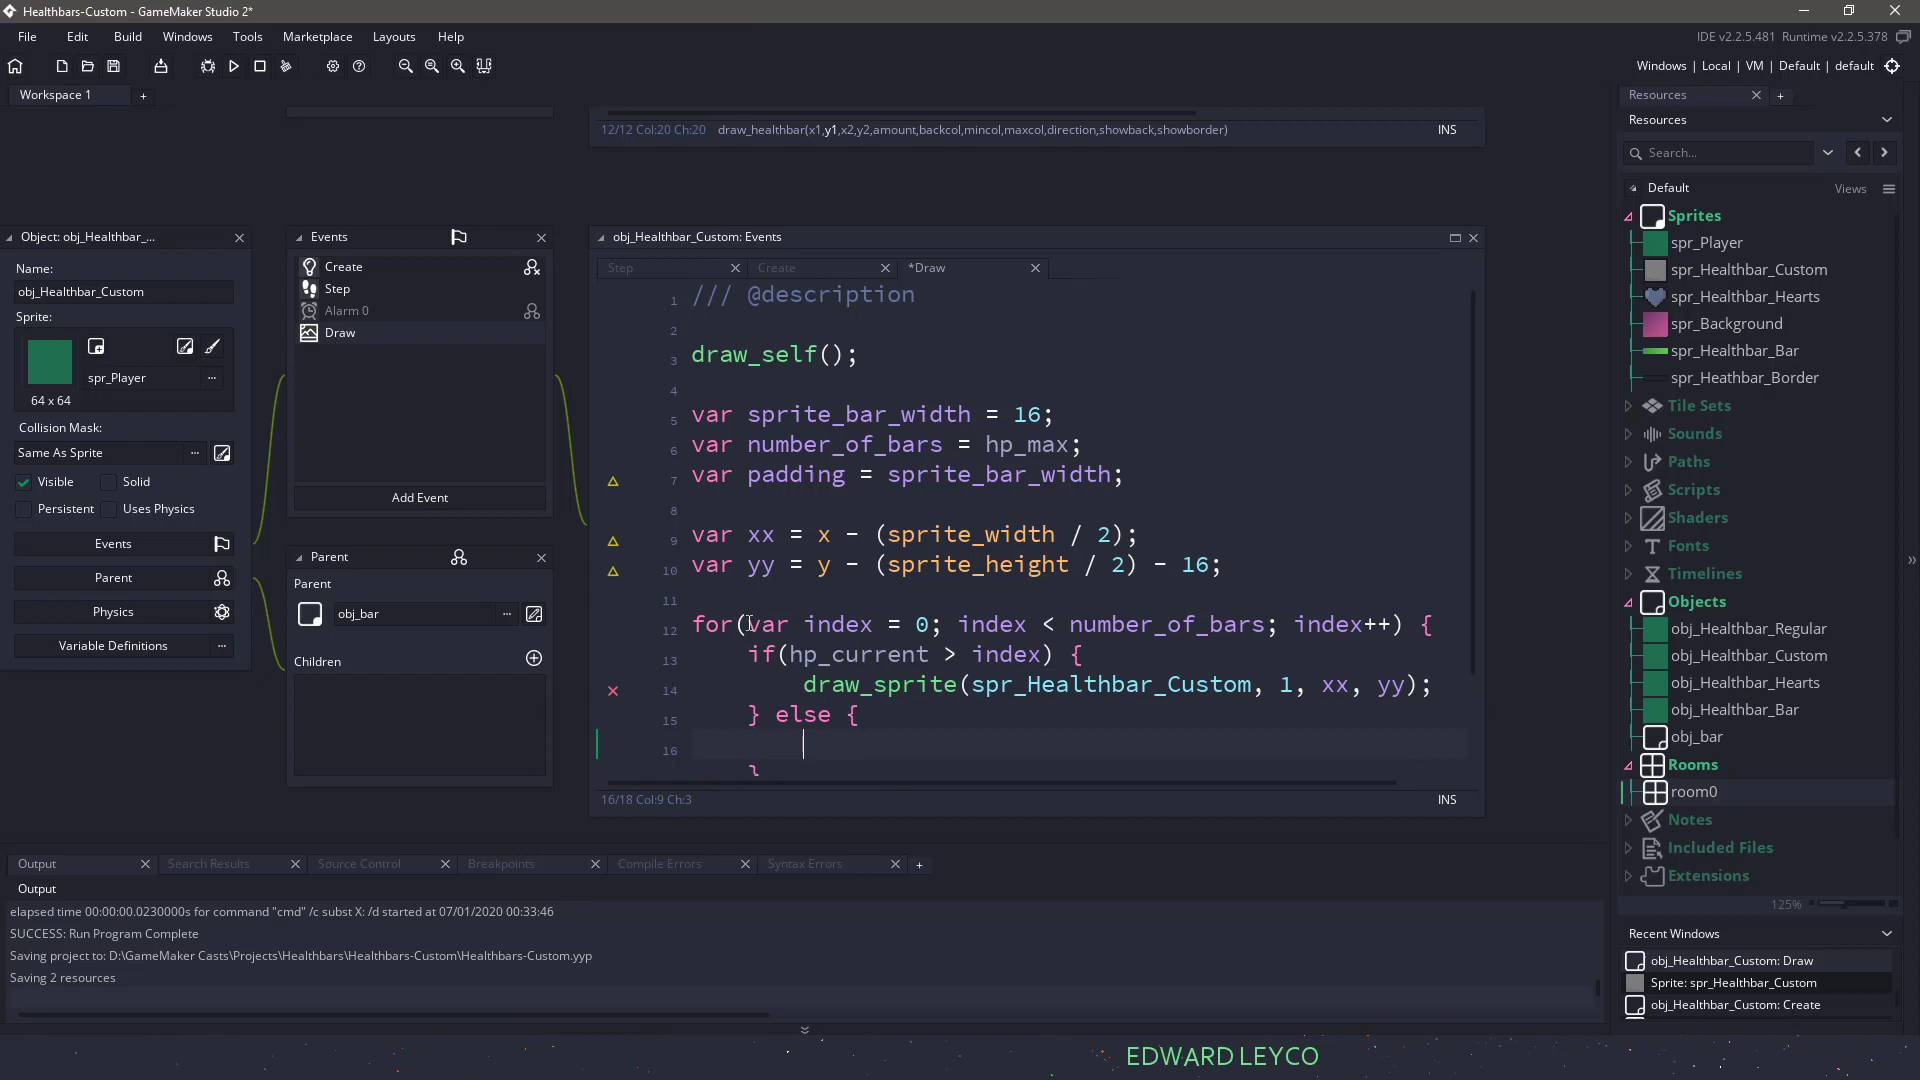 Healthbars-Custom - GameMaker Studio 2*
File Edit Build Windows Tools Marketplace Layouts Help
IDE v2.2.5.481 Runtime v2.2.5.378
Windows | Local | VM | Default | default
Workspace 1 +
12/12 Col:20 Ch:20 draw_healthbar(x1,y1,x2,y2,amount,backcol,mincol,maxcol,direction,showback,showborder) INS
Object: obj_Healthbar_...
Name:
obj_Healthbar_Custom
Sprite:
spr_Player ...
64 x 64
Collision Mask:
Same As Sprite ...
Visible Solid
Persistent Uses Physics
Events
Parent
Physics
Variable Definitions ...
Events
Create
Step
Alarm 0
Draw
Add Event
Parent
Parent
obj_bar ...
Children
obj_Healthbar_Custom: Events
Step Create *Draw
1 /// @description
2
3 draw_self();
4
5 var sprite_bar_width = 16;
6 var number_of_bars = hp_max;
7 var padding = sprite_bar_width;
8
9 var xx = x - (sprite_width / 2);
10 var yy = y - (sprite_height / 2) - 16;
11
12 for(var index = 0; index < number_of_bars; index++) {
13 if(hp_current > index) {
14 draw_sprite(spr_Healthbar_Custom, 1, xx, yy);
15 } else {
16
}
16/18 Col:9 Ch:3 INS
Resources +
Resources
Search...
Default Views
Sprites
spr_Player
spr_Healthbar_Custom
spr_Healthbar_Hearts
spr_Background
spr_Healthbar_Bar
spr_Heathbar_Border
Tile Sets
Sounds
Paths
Scripts
Shaders
Fonts
Timelines
Objects
obj_Healthbar_Regular
obj_Healthbar_Custom
obj_Healthbar_Hearts
obj_Healthbar_Bar
obj_bar
Rooms
room0
Notes
Included Files
Extensions
125%
Recent Windows
obj_Healthbar_Custom: Draw
Sprite: spr_Healthbar_Custom
obj_Healthbar_Custom: Create
Output Search Results Source Control Breakpoints Compile Errors Syntax Errors +
Output
elapsed time 00:00:00.0230000s for command "cmd" /c subst X: /d started at 07/01/2020 00:33:46
SUCCESS: Run Program Complete
Saving project to: D:\GameMaker Casts\Projects\Healthbars\Healthbars-Custom\Healthbars-Custom.yyp
Saving 2 resources
EDWARD LEYCO